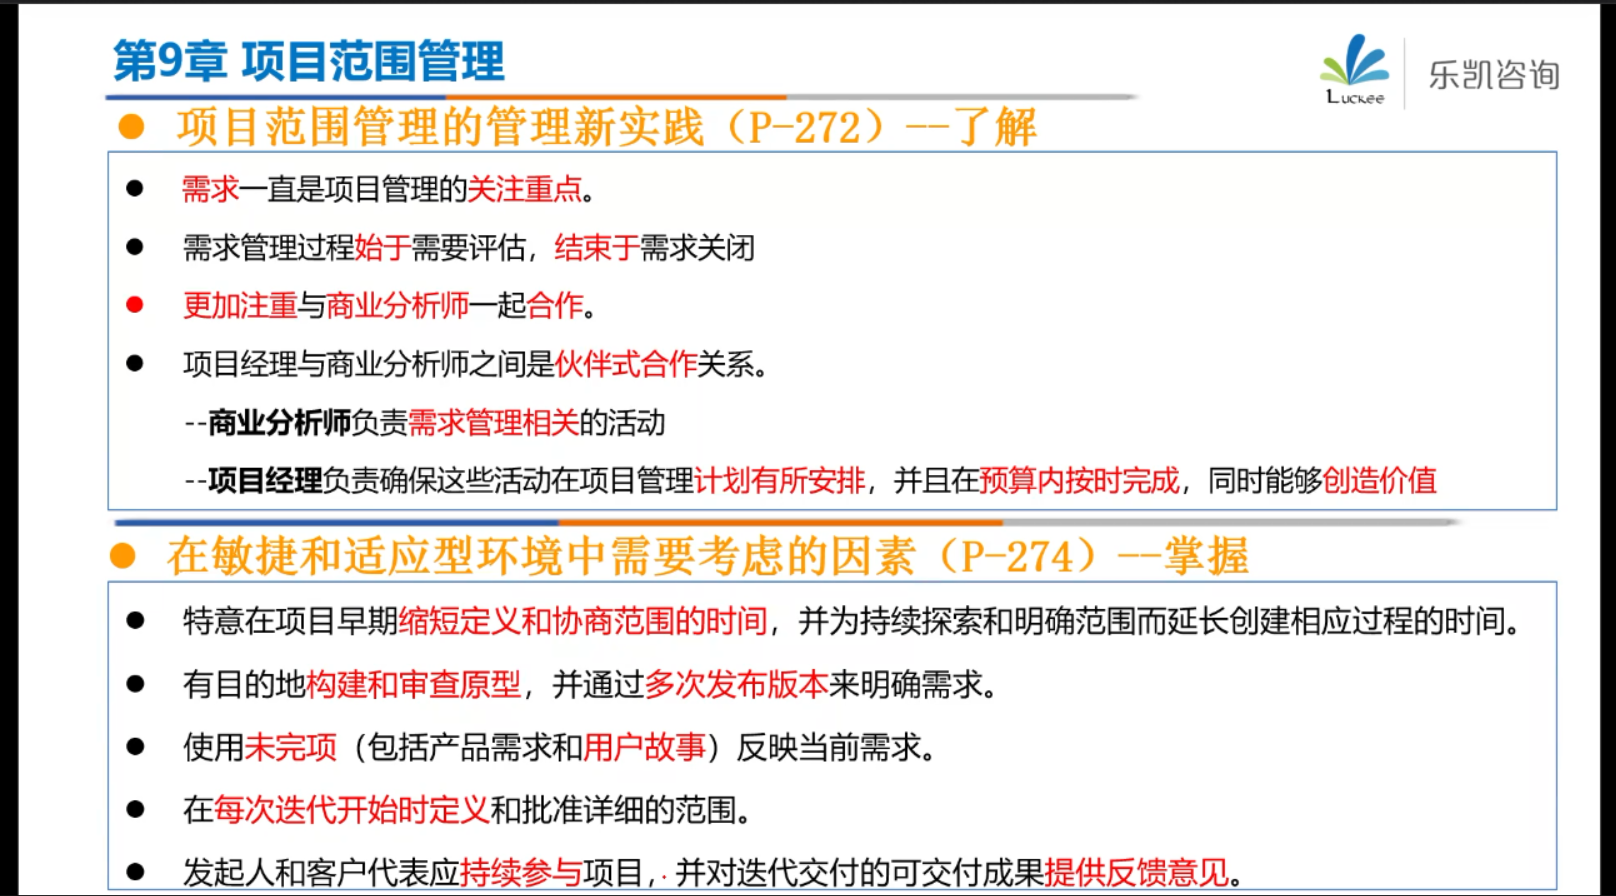 第9章 项目范围管理
Luckee
乐凯咨询
项目范围管理的管理新实践（P-272）--了解
需求一直是项目管理的关注重点。
需求管理过程始于需要评估，结束于需求关闭
更加注重与商业分析师一起合作。
项目经理与商业分析师之间是伙伴式合作关系。
--商业分析师负责需求管理相关的活动
--项目经理负责确保这些活动在项目管理计划有所安排，并且在预算内按时完成，同时能够创造价值
在敏捷和适应型环境中需要考虑的因素（P-274）--掌握
特意在项目早期缩短定义和协商范围的时间，并为持续探索和明确范围而延长创建相应过程的时间。
有目的地构建和审查原型，并通过多次发布版本来明确需求。
使用未完项（包括产品需求和用户故事）反映当前需求。
在每次迭代开始时定义和批准详细的范围。
发起人和客户代表应持续参与项目，并对迭代交付的可交付成果提供反馈意见。